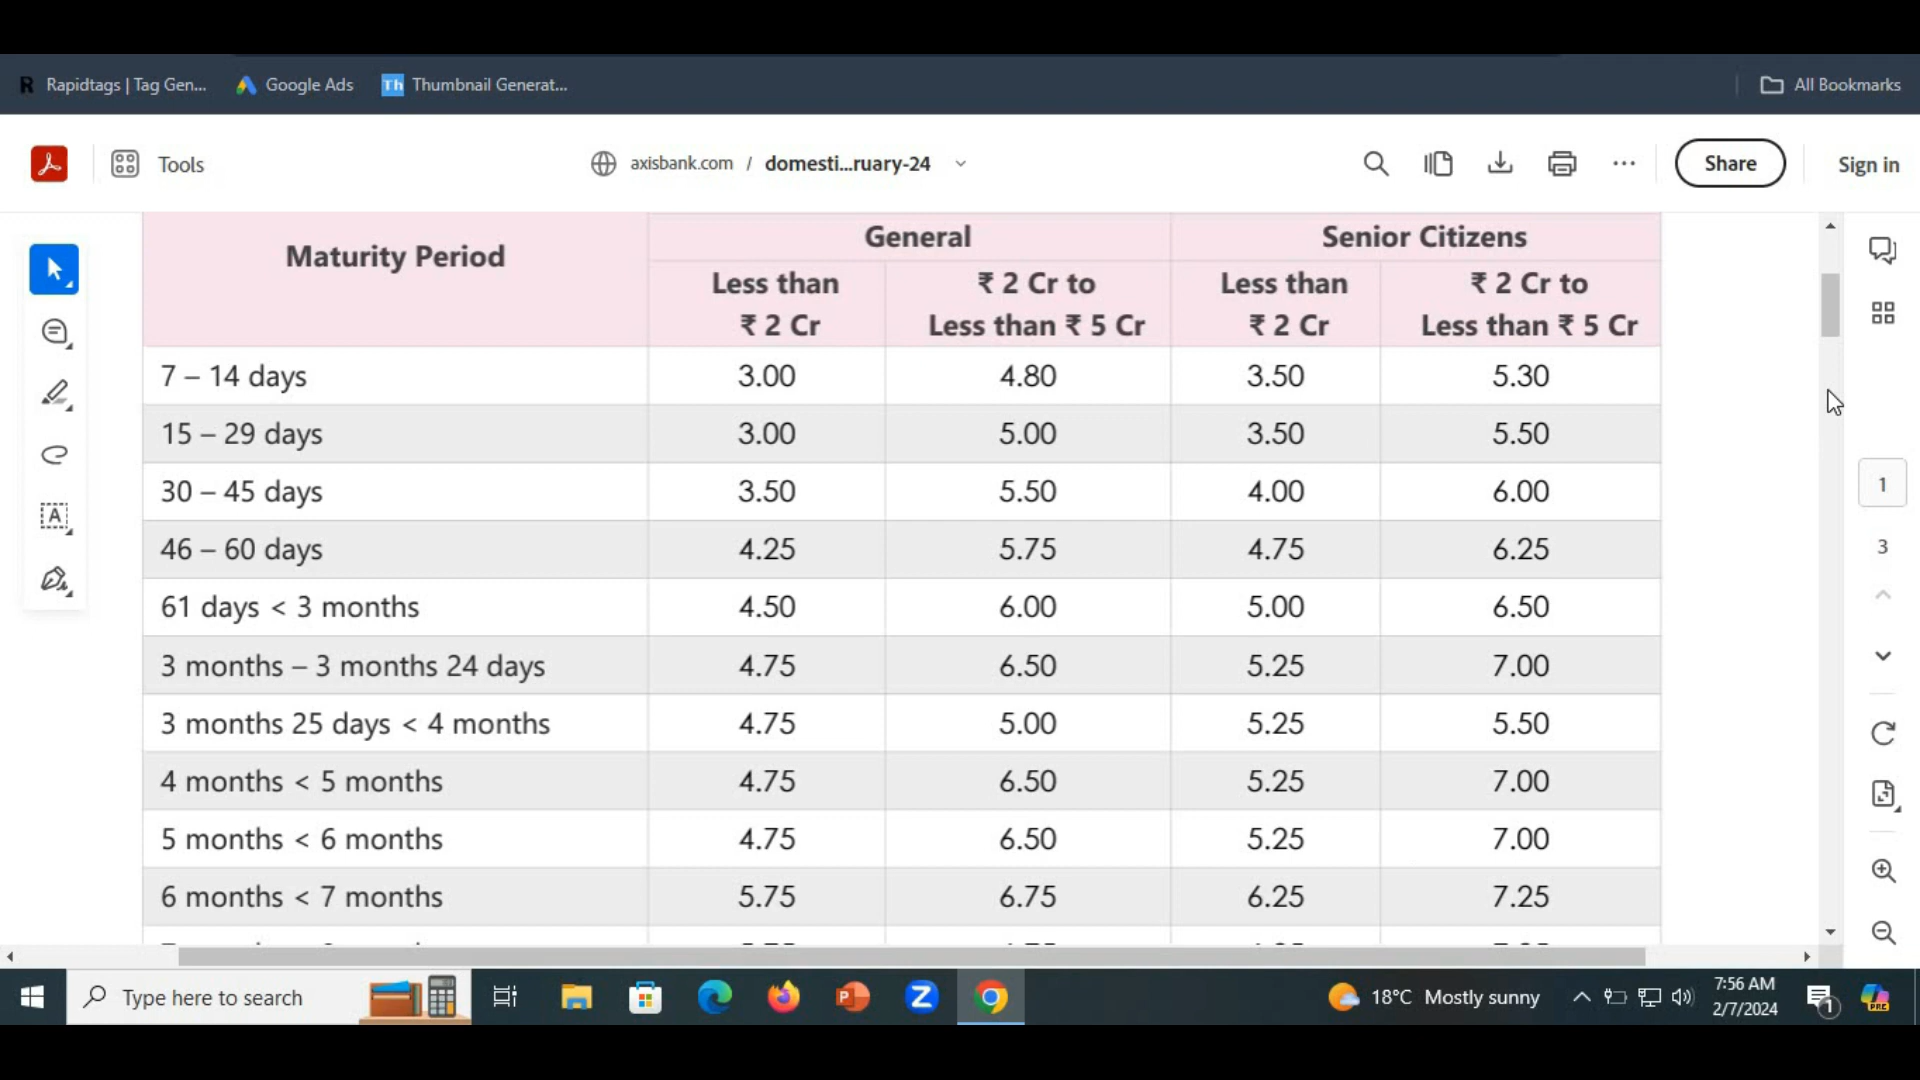 Rapidtags | Tag Gen...
Google Ads
Th Thumbnail Generat...
All Bookmarks
Tools
axisbank.com / domesti...ruary-24
Share
Sign in
Maturity Period General Senior Citizens
Less than ₹ 2 Cr to Less than ₹ 2 Cr to
₹ 2 Cr Less than ₹ 5 Cr ₹ 2 Cr Less than ₹ 5 Cr
7 – 14 days 3.00 4.80 3.50 5.30
15 – 29 days 3.00 5.00 3.50 5.50
30 – 45 days 3.50 5.50 4.00 6.00
46 – 60 days 4.25 5.75 4.75 6.25
61 days < 3 months 4.50 6.00 5.00 6.50
3 months – 3 months 24 days 4.75 6.50 5.25 7.00
3 months 25 days < 4 months 4.75 5.00 5.25 5.50
4 months < 5 months 4.75 6.50 5.25 7.00
5 months < 6 months 4.75 6.50 5.25 7.00
6 months < 7 months 5.75 6.75 6.25 7.25
1
3
Type here to search
18°C Mostly sunny
7:56 AM
2/7/2024
1
PRE